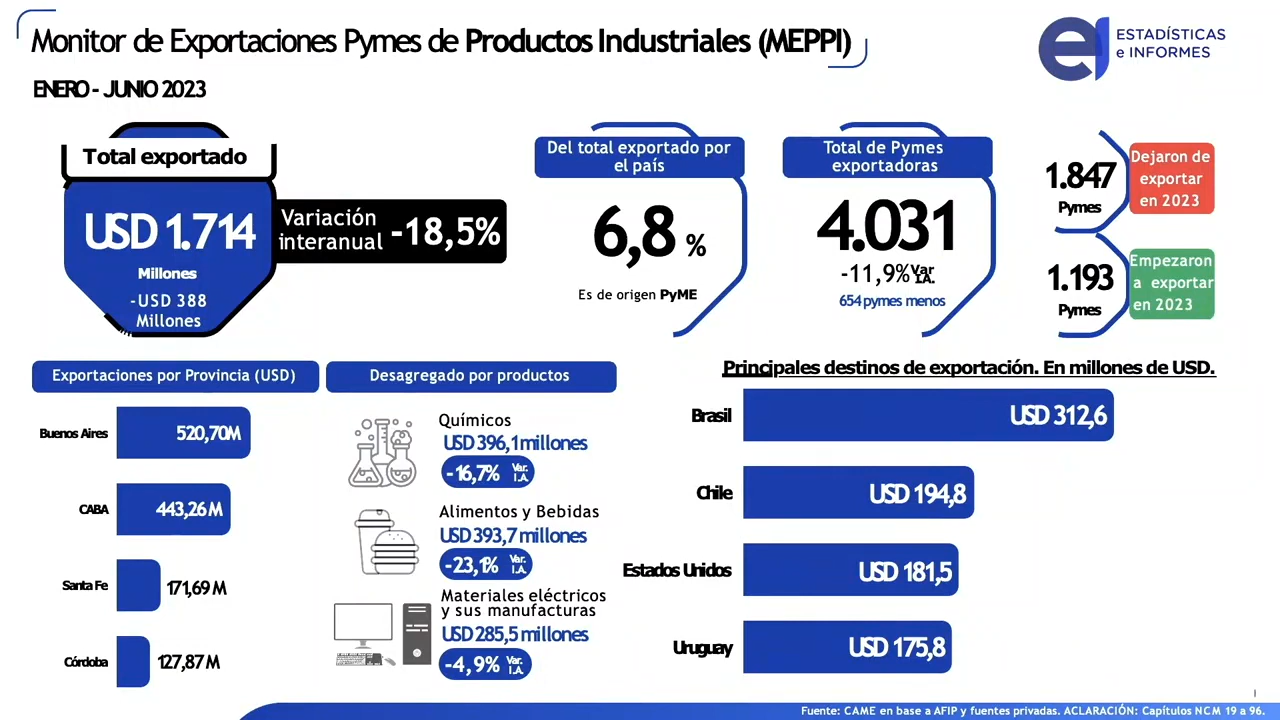 Monitor de Exportaciones Pymes de Productos Industriales (MEPPI)
ESTADÍSTICAS
e INFORMES
ENERO - JUNIO 2023
Total exportado
USD 1.714
Millones
-USD 388
Millones
Variación
interanual -18,5%
Del total exportado por
el país
6,8 %
Es de origen PyME
Total de Pymes
exportadoras
4.031
-11,9% Var.
I.A.
654 pymes menos
1.847
Pymes
Dejaron de
exportar
en 2023
1.193
Pymes
Empezaron
a exportar
en 2023
Exportaciones por Provincia (USD)
Buenos Aires 520,70M
CABA 443,26 M
Santa Fe 171,69 M
Córdoba 127,87 M
Desagregado por productos
Químicos
USD 396,1 millones
-16,7% Var.
I.A.
Alimentos y Bebidas
USD 393,7 millones
-23,1% Var.
I.A.
Materiales eléctricos
y sus manufacturas
USD 285,5 millones
-4,9% Var.
I.A.
Principales destinos de exportación. En millones de USD.
Brasil USD 312,6
Chile USD 194,8
Estados Unidos USD 181,5
Uruguay USD 175,8
Fuente: CAME en base a AFIP y fuentes privadas. ACLARACIÓN: Capítulos NCM 19 a 96.